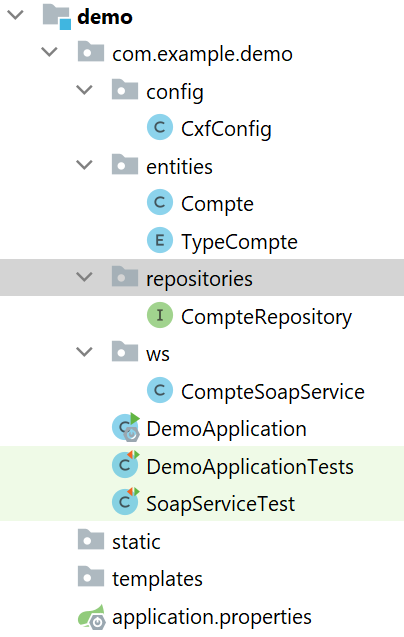 demo
com.example.demo
config
C CxfConfig
entities
C Compte
E TypeCompte
repositories
I CompteRepository
ws
C CompteSoapService
C DemoApplication
C DemoApplicationTests
C SoapServiceTest
static
templates
application.properties